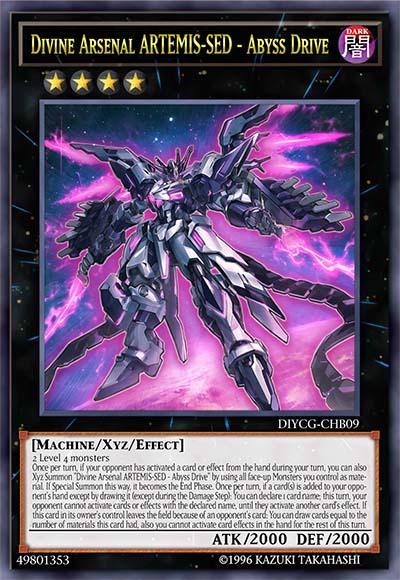 DIVINE ARSENAL ARTEMIS-SED - ABYSS DRIVE
DARK
闇
DIYCG-CHB09
[MACHINE/XYZ/EFFECT]
2 Level 4 monsters
Once per turn, if your opponent has activated a card or effect from the hand during your turn, you can also
Xyz Summon "Divine Arsenal ARTEMIS-SED - Abyss Drive" by using all face-up Monsters you control as mate-
rial. If Special Summon this way, it becomes the End Phase. Once per turn, if a card(s) is added to your oppo-
nent's hand except by drawing it (except during the Damage Step): You can declare 1 card name; this turn, your
opponent cannot activate cards or effects with the declared name, until they activate another card's effect. If
this card in its owner's control leaves the field because of an opponent's card: You can draw cards equal to the
number of materials this card had, also you cannot activate card effects in the hand for the rest of this turn.
ATK/2000 DEF/2000
49801353
©1996 KAZUKI TAKAHASHI